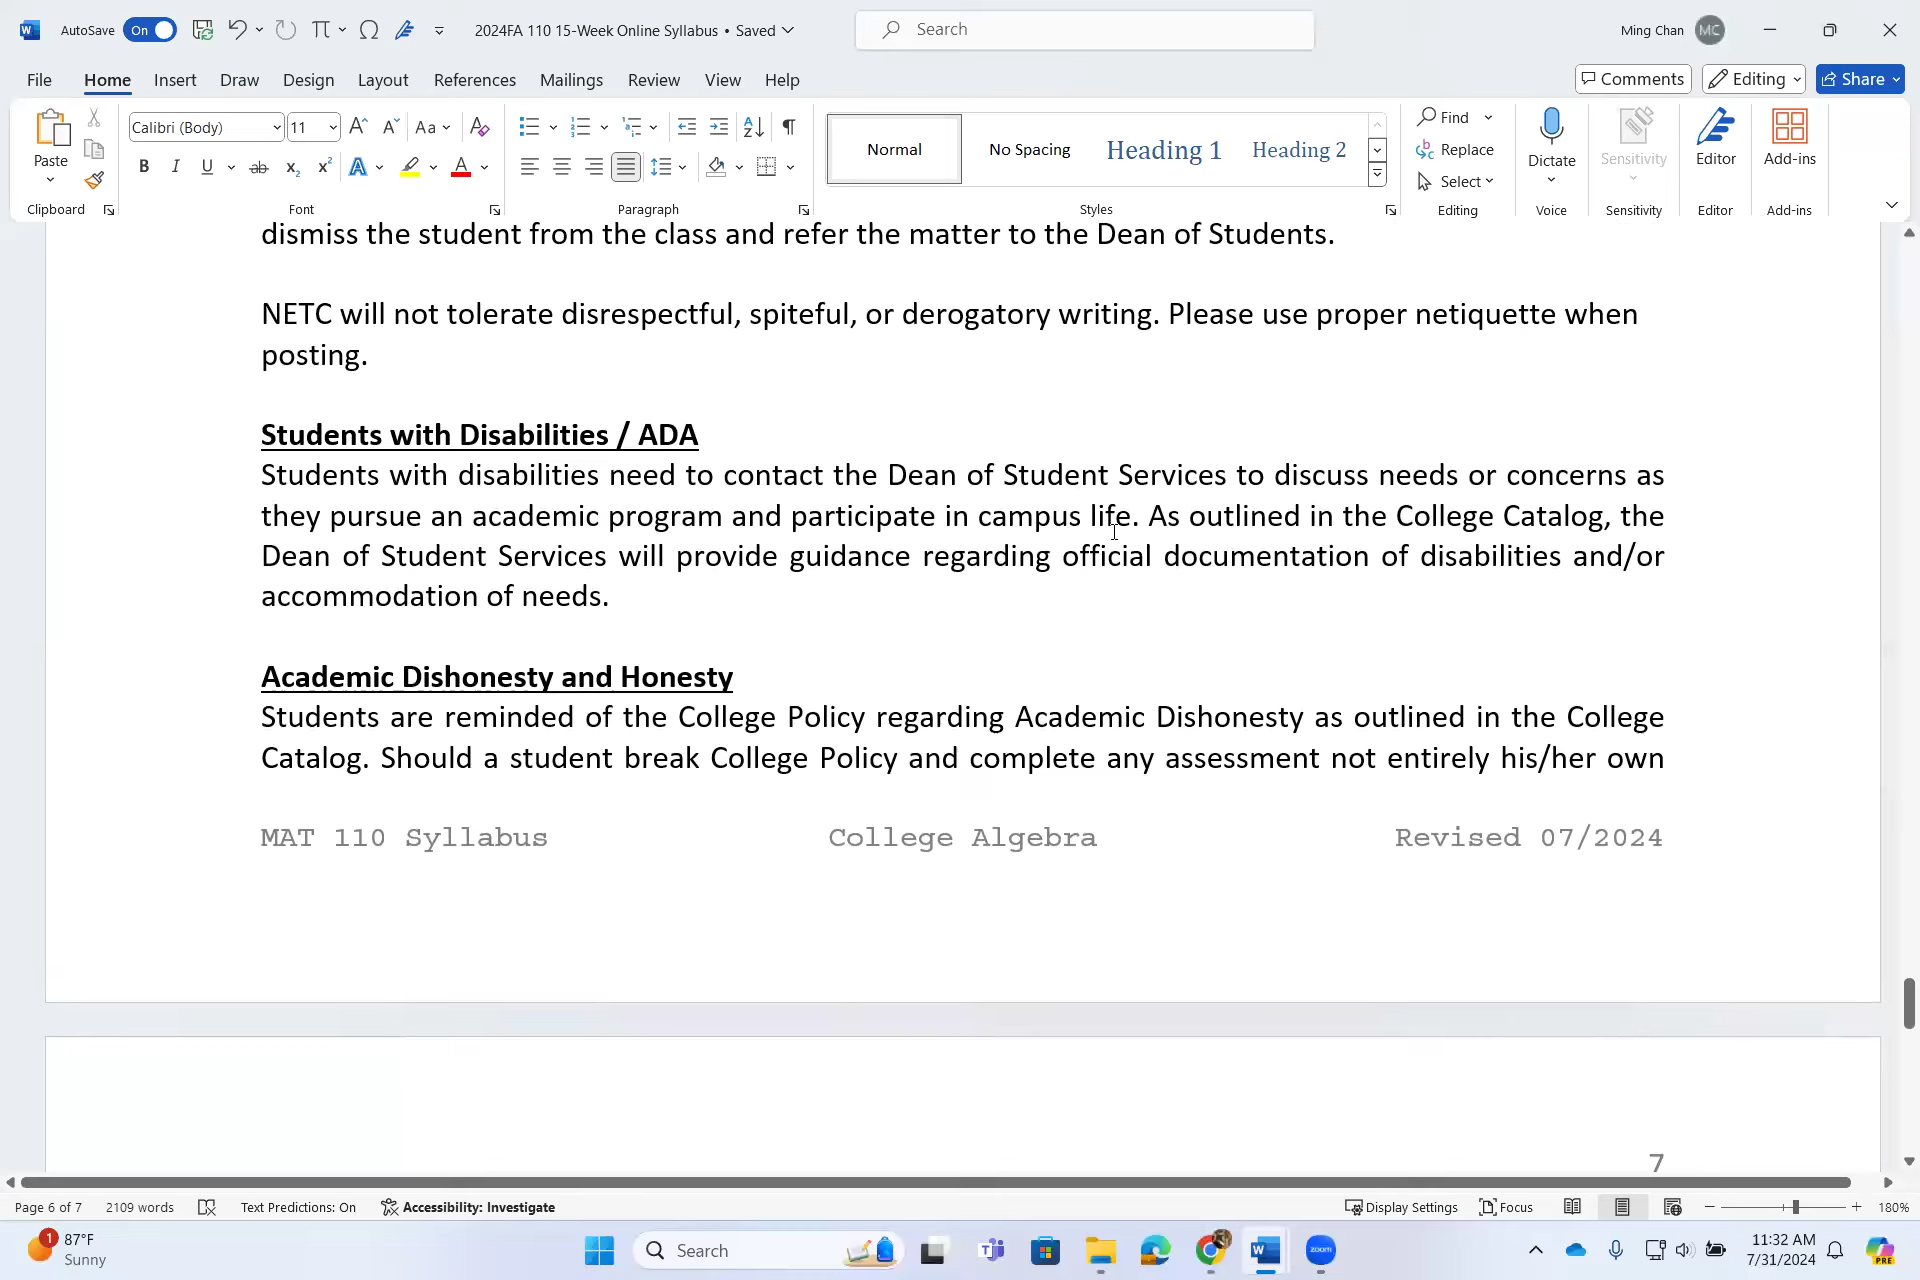 AutoSave On 2024FA 110 15-Week Online Syllabus • Saved Search Ming Chan MC
File Home Insert Draw Design Layout References Mailings Review View Help Comments Editing Share
Paste Calibri (Body) 11 Normal No Spacing Heading 1 Heading 2 Find Replace Select Dictate Sensitivity Editor Add-ins
Clipboard Font Paragraph Styles Editing Voice Sensitivity Editor Add-ins
dismiss the student from the class and refer the matter to the Dean of Students.
NETC will not tolerate disrespectful, spiteful, or derogatory writing. Please use proper netiquette when
posting.
Students with Disabilities / ADA
Students with disabilities need to contact the Dean of Student Services to discuss needs or concerns as
they pursue an academic program and participate in campus life. As outlined in the College Catalog, the
Dean of Student Services will provide guidance regarding official documentation of disabilities and/or
accommodation of needs.
Academic Dishonesty and Honesty
Students are reminded of the College Policy regarding Academic Dishonesty as outlined in the College
Catalog. Should a student break College Policy and complete any assessment not entirely his/her own
MAT 110 Syllabus College Algebra Revised 07/2024
7
Page 6 of 7 2109 words Text Predictions: On Accessibility: Investigate Display Settings Focus 180%
1 87°F Search zoom 11:32 AM
Sunny 7/31/2024 PRE